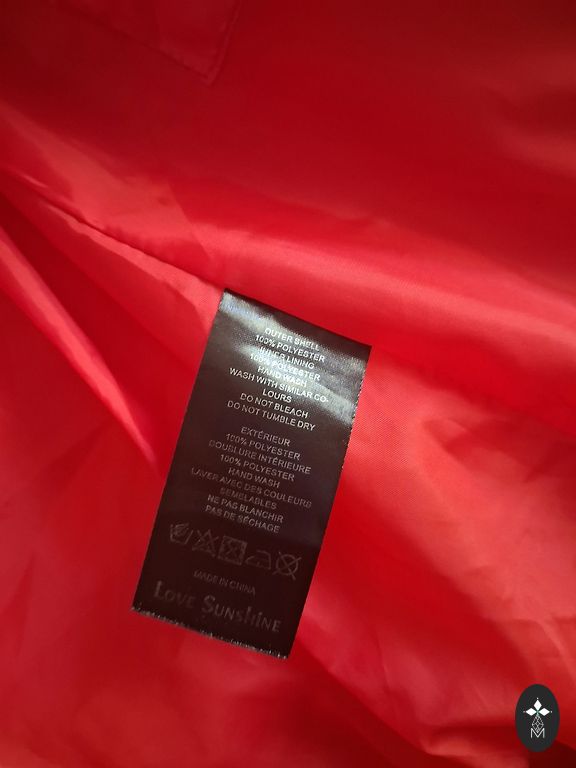 OUTER SHELL
100% POLYESTER
INNER LINING
100% POLYESTER
HAND WASH
WASH WITH SIMILAR CO-
LOURS
DO NOT BLEACH
DO NOT TUMBLE DRY
EXTÉRIEUR
100% POLYESTER
DOUBLURE INTÉRIEURE
100% POLYESTER
HAND WASH
LAVER AVEC DES COULEURS
SEMBLABLES
NE PAS BLANCHIR
PAS DE SÉCHAGE
MADE IN CHINA
LOVE SUNSHINE
M